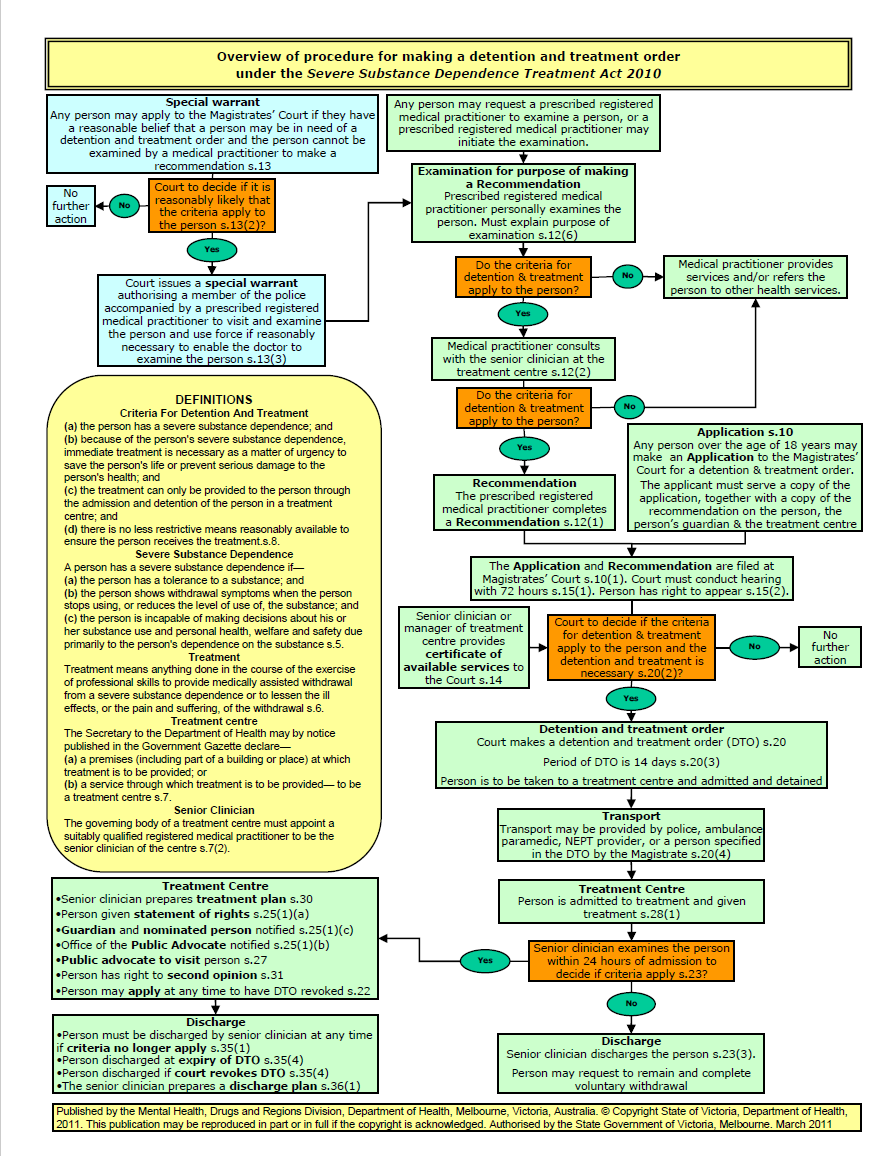 Overview of procedure for making a detention and treatment order
under the Severe Substance Dependence Treatment Act 2010
Special warrant
Any person may apply to the Magistrates' Court if they have
a reasonable belief that a person may be in need of a
detention and treatment order and the person cannot be
examined by a medical practitioner to make a
recommendation s.13
Court to decide if it is
reasonably likely that
the criteria apply to
the person s.13(2)?
No
No
further
action
Yes
Court issues a special warrant
authorising a member of the police
accompanied by a prescribed registered
medical practitioner to visit and examine
the person and use force if reasonably
necessary to enable the doctor to
examine the person s.13(3)
Any person may request a prescribed registered
medical practitioner to examine a person, or a
prescribed registered medical practitioner may
initiate the examination.
Examination for purpose of making
a Recommendation
Prescribed registered medical
practitioner personally examines the
person. Must explain purpose of
examination s.12(6)
Do the criteria for
detention & treatment
apply to the person?
No
Medical practitioner provides
services and/or refers the
person to other health services.
Yes
Medical practitioner consults
with the senior clinician at the
treatment centre s.12(2)
Do the criteria for
detention & treatment
apply to the person?
No
Yes
Recommendation
The prescribed registered
medical practitioner completes
a Recommendation s.12(1)
Application s.10
Any person over the age of 18 years may
make an Application to the Magistrates'
Court for a detention & treatment order.
The applicant must serve a copy of the
application, together with a copy of the
recommendation on the person, the
person's guardian & the treatment centre
The Application and Recommendation are filed at
Magistrates' Court s.10(1). Court must conduct hearing
with 72 hours s.15(1). Person has right to appear s.15(2).
Senior clinician or
manager of treatment
centre provides
certificate of
available services to
the Court s.14
Court to decide if the criteria
for detention & treatment
apply to the person and the
detention and treatment is
necessary s.20(2)?
No
No
further
action
Yes
Detention and treatment order
Court makes a detention and treatment order (DTO) s.20
Period of DTO is 14 days s.20(3)
Person is to be taken to a treatment centre and admitted and detained
Transport
Transport may be provided by police, ambulance
paramedic, NEPT provider, or a person specified
in the DTO by the Magistrate s.20(4)
Treatment Centre
Person is admitted to treatment and given
treatment s.28(1)
Senior clinician examines the person
within 24 hours of admission to
decide if criteria apply s.23?
Yes
No
Discharge
Senior clinician discharges the person s.23(3).
Person may request to remain and complete
voluntary withdrawal
DEFINITIONS
Criteria For Detention And Treatment
(a) the person has a severe substance dependence; and
(b) because of the person's severe substance dependence,
immediate treatment is necessary as a matter of urgency to
save the person's life or prevent serious damage to the
person's health; and
(c) the treatment can only be provided to the person through
the admission and detention of the person in a treatment
centre; and
(d) there is no less restrictive means reasonably available to
ensure the person receives the treatment.s.8.
Severe Substance Dependence
A person has a severe substance dependence if—
(a) the person has a tolerance to a substance; and
(b) the person shows withdrawal symptoms when the person
stops using, or reduces the level of use of, the substance; and
(c) the person is incapable of making decisions about his or
her substance use and personal health, welfare and safety due
primarily to the person's dependence on the substance s.5.
Treatment
Treatment means anything done in the course of the exercise
of professional skills to provide medically assisted withdrawal
from a severe substance dependence or to lessen the ill
effects, or the pain and suffering, of the withdrawal s.6.
Treatment centre
The Secretary to the Department of Health may by notice
published in the Government Gazette declare—
(a) a premises (including part of a building or place) at which
treatment is to be provided; or
(b) a service through which treatment is to be provided— to be
a treatment centre s.7.
Senior Clinician
The governing body of a treatment centre must appoint a
suitably qualified registered medical practitioner to be the
senior clinician of the centre s.7(2).
Treatment Centre
•Senior clinician prepares treatment plan s.30
•Person given statement of rights s.25(1)(a)
•Guardian and nominated person notified s.25(1)(c)
•Office of the Public Advocate notified s.25(1)(b)
•Public advocate to visit person s.27
•Person has right to second opinion s.31
•Person may apply at any time to have DTO revoked s.22
Discharge
•Person must be discharged by senior clinician at any time
if criteria no longer apply s.35(1)
•Person discharged at expiry of DTO s.35(4)
•Person discharged if court revokes DTO s.35(4)
•The senior clinician prepares a discharge plan s.36(1)
Published by the Mental Health, Drugs and Regions Division, Department of Health, Melbourne, Victoria, Australia. © Copyright State of Victoria, Department of Health,
2011. This publication may be reproduced in part or in full if the copyright is acknowledged. Authorised by the State Government of Victoria, Melbourne. March 2011